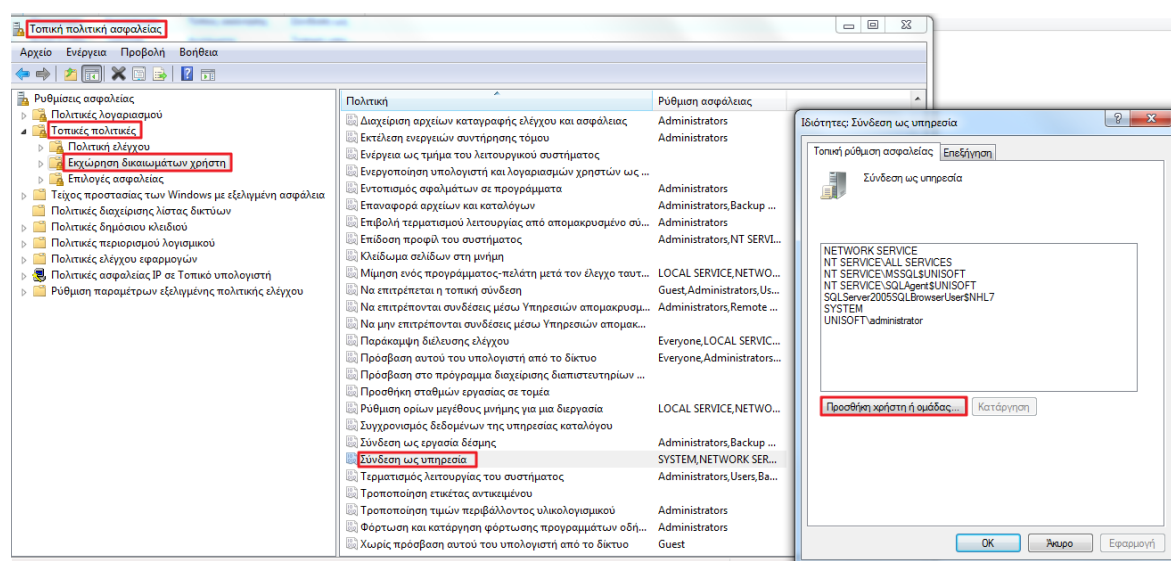 Τοπική πολιτική ασφαλείας
Αρχείο Ενέργεια Προβολή Βοήθεια
Ρυθμίσεις ασφαλείας
Πολιτικές λογαριασμού
Τοπικές πολιτικές
Πολιτική ελέγχου
Εκχώρηση δικαιωμάτων χρήστη
Επιλογές ασφαλείας
Τείχος προστασίας των Windows με εξελιγμένη ασφάλεια
Πολιτικές διαχείρισης λίστας δικτύων
Πολιτικές δημόσιου κλειδιού
Πολιτικές περιορισμού λογισμικού
Πολιτικές ελέγχου εφαρμογών
Πολιτικές ασφαλείας IP σε Τοπικό υπολογιστή
Ρύθμιση παραμέτρων εξελιγμένης πολιτικής ελέγχου
Πολιτική Ρύθμιση ασφαλείας
Διαχείριση αρχείων καταγραφής ελέγχου και ασφάλειας Administrators
Εκτέλεση ενεργειών συντήρησης τόμου Administrators
Ενέργεια ως τμήμα του λειτουργικού συστήματος
Ενεργοποίηση υπολογιστή και λογαριασμών χρηστών ως ...
Εντοπισμός σφαλμάτων σε προγράμματα Administrators
Επαναφορά αρχείων και καταλόγων Administrators,Backup ...
Επιβολή τερματισμού λειτουργίας από απομακρυσμένο σύ... Administrators
Επίδοση προφίλ του συστήματος Administrators,NT SERVI...
Κλείδωμα σελίδων στη μνήμη
Μίμηση ενός προγράμματος-πελάτη μετά τον έλεγχο ταυτ... LOCAL SERVICE,NETWO...
Να επιτρέπεται η τοπική σύνδεση Guest,Administrators,Us...
Να επιτρέπονται συνδέσεις μέσω Υπηρεσιών απομακρυσμ... Administrators,Remote ...
Να μην επιτρέπονται συνδέσεις μέσω Υπηρεσιών απομακ...
Παράκαμψη διέλευσης ελέγχου Everyone,LOCAL SERVIC...
Πρόσβαση αυτού του υπολογιστή από το δίκτυο Everyone,Administrators...
Πρόσβαση στο πρόγραμμα διαχείρισης διαπιστευτηρίων ...
Προσθήκη σταθμών εργασίας σε τομέα
Ρύθμιση ορίων μεγέθους μνήμης για μια διεργασία LOCAL SERVICE,NETWO...
Συγχρονισμός δεδομένων της υπηρεσίας καταλόγου
Σύνδεση ως εργασία δέσμης Administrators,Backup ...
Σύνδεση ως υπηρεσία SYSTEM,NETWORK SER...
Τερματισμός λειτουργίας του συστήματος Administrators,Users,Ba...
Τροποποίηση ετικέτας αντικειμένου
Τροποποίηση τιμών περιβάλλοντος υλικολογισμικού Administrators
Φόρτωση και κατάργηση φόρτωσης προγραμμάτων οδή... Administrators
Χωρίς πρόσβαση αυτού του υπολογιστή από το δίκτυο Guest
Ιδιότητες: Σύνδεση ως υπηρεσία
Τοπική ρύθμιση ασφαλείας Επεξήγηση
Σύνδεση ως υπηρεσία
NETWORK SERVICE
NT SERVICE\ALL SERVICES
NT SERVICE\MSSQL$UNISOFT
NT SERVICE\SQLAgent$UNISOFT
SQLServer2005SQLBrowserUser$NHL7
SYSTEM
UNISOFT\administrator
Προσθήκη χρήστη ή ομάδας... Κατάργηση
OK Άκυρο Εφαρμογή